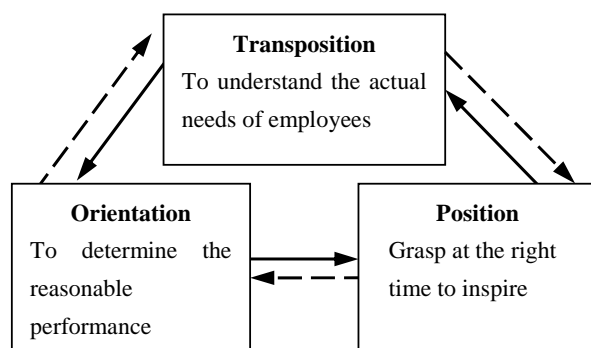 Transposition
To understand the actual
needs of employees
Orientation
To determine the
reasonable
performance
Position
Grasp at the right
time to inspire